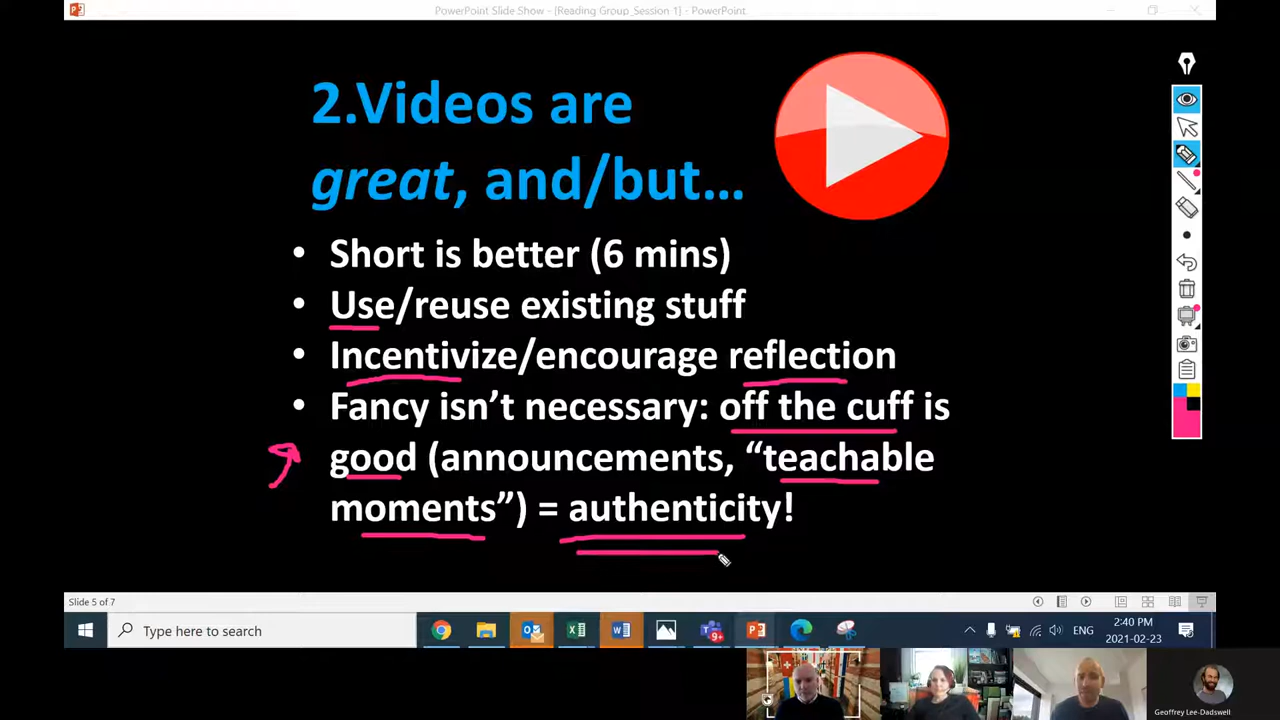 PowerPoint Slide Show - [Reading Group_Session 1] - PowerPoint
2.Videos are
great, and/but…
• Short is better (6 mins)
• Use/reuse existing stuff
• Incentivize/encourage reflection
• Fancy isn't necessary: off the cuff is
good (announcements, “teachable
moments”) = authenticity!
Slide 5 of 7
Type here to search
9+
ENG
2:40 PM
2021-02-23
Geoffrey Lee-Dadswell